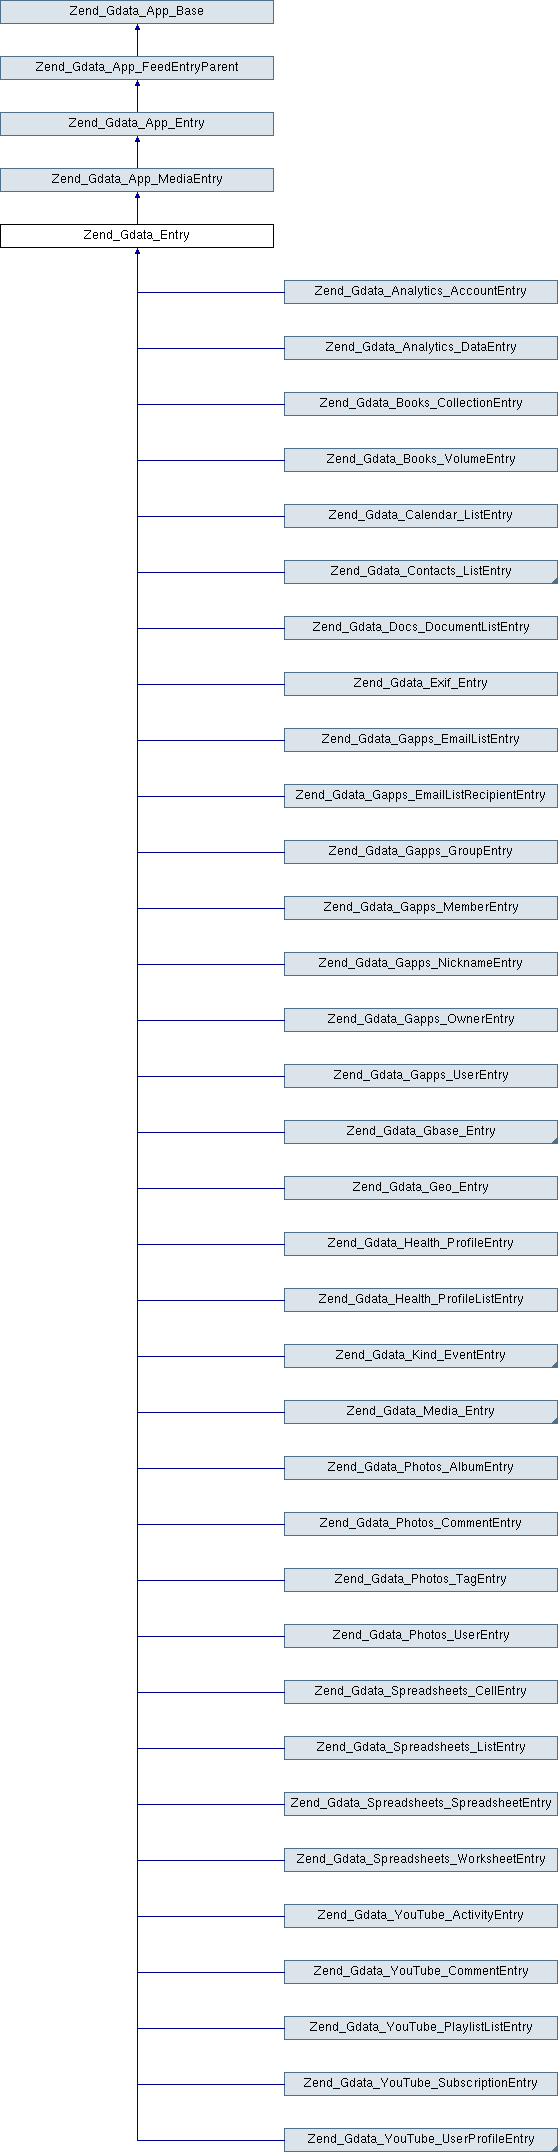 Zend_Gdata_App_Base
Zend_Gdata_App_FeedEntryParent
Zend_Gdata_App_Entry
Zend_Gdata_App_MediaEntry
Zend_Gdata_Entry
Zend_Gdata_Analytics_AccountEntry
Zend_Gdata_Analytics_DataEntry
Zend_Gdata_Books_CollectionEntry
Zend_Gdata_Books_VolumeEntry
Zend_Gdata_Calendar_ListEntry
Zend_Gdata_Contacts_ListEntry
Zend_Gdata_Docs_DocumentListEntry
Zend_Gdata_Exif_Entry
Zend_Gdata_Gapps_EmailListEntry
Zend_Gdata_Gapps_EmailListRecipientEntry
Zend_Gdata_Gapps_GroupEntry
Zend_Gdata_Gapps_MemberEntry
Zend_Gdata_Gapps_NicknameEntry
Zend_Gdata_Gapps_OwnerEntry
Zend_Gdata_Gapps_UserEntry
Zend_Gdata_Gbase_Entry
Zend_Gdata_Geo_Entry
Zend_Gdata_Health_ProfileEntry
Zend_Gdata_Health_ProfileListEntry
Zend_Gdata_Kind_EventEntry
Zend_Gdata_Media_Entry
Zend_Gdata_Photos_AlbumEntry
Zend_Gdata_Photos_CommentEntry
Zend_Gdata_Photos_TagEntry
Zend_Gdata_Photos_UserEntry
Zend_Gdata_Spreadsheets_CellEntry
Zend_Gdata_Spreadsheets_ListEntry
Zend_Gdata_Spreadsheets_SpreadsheetEntry
Zend_Gdata_Spreadsheets_WorksheetEntry
Zend_Gdata_YouTube_ActivityEntry
Zend_Gdata_YouTube_CommentEntry
Zend_Gdata_YouTube_PlaylistListEntry
Zend_Gdata_YouTube_SubscriptionEntry
Zend_Gdata_YouTube_UserProfileEntry